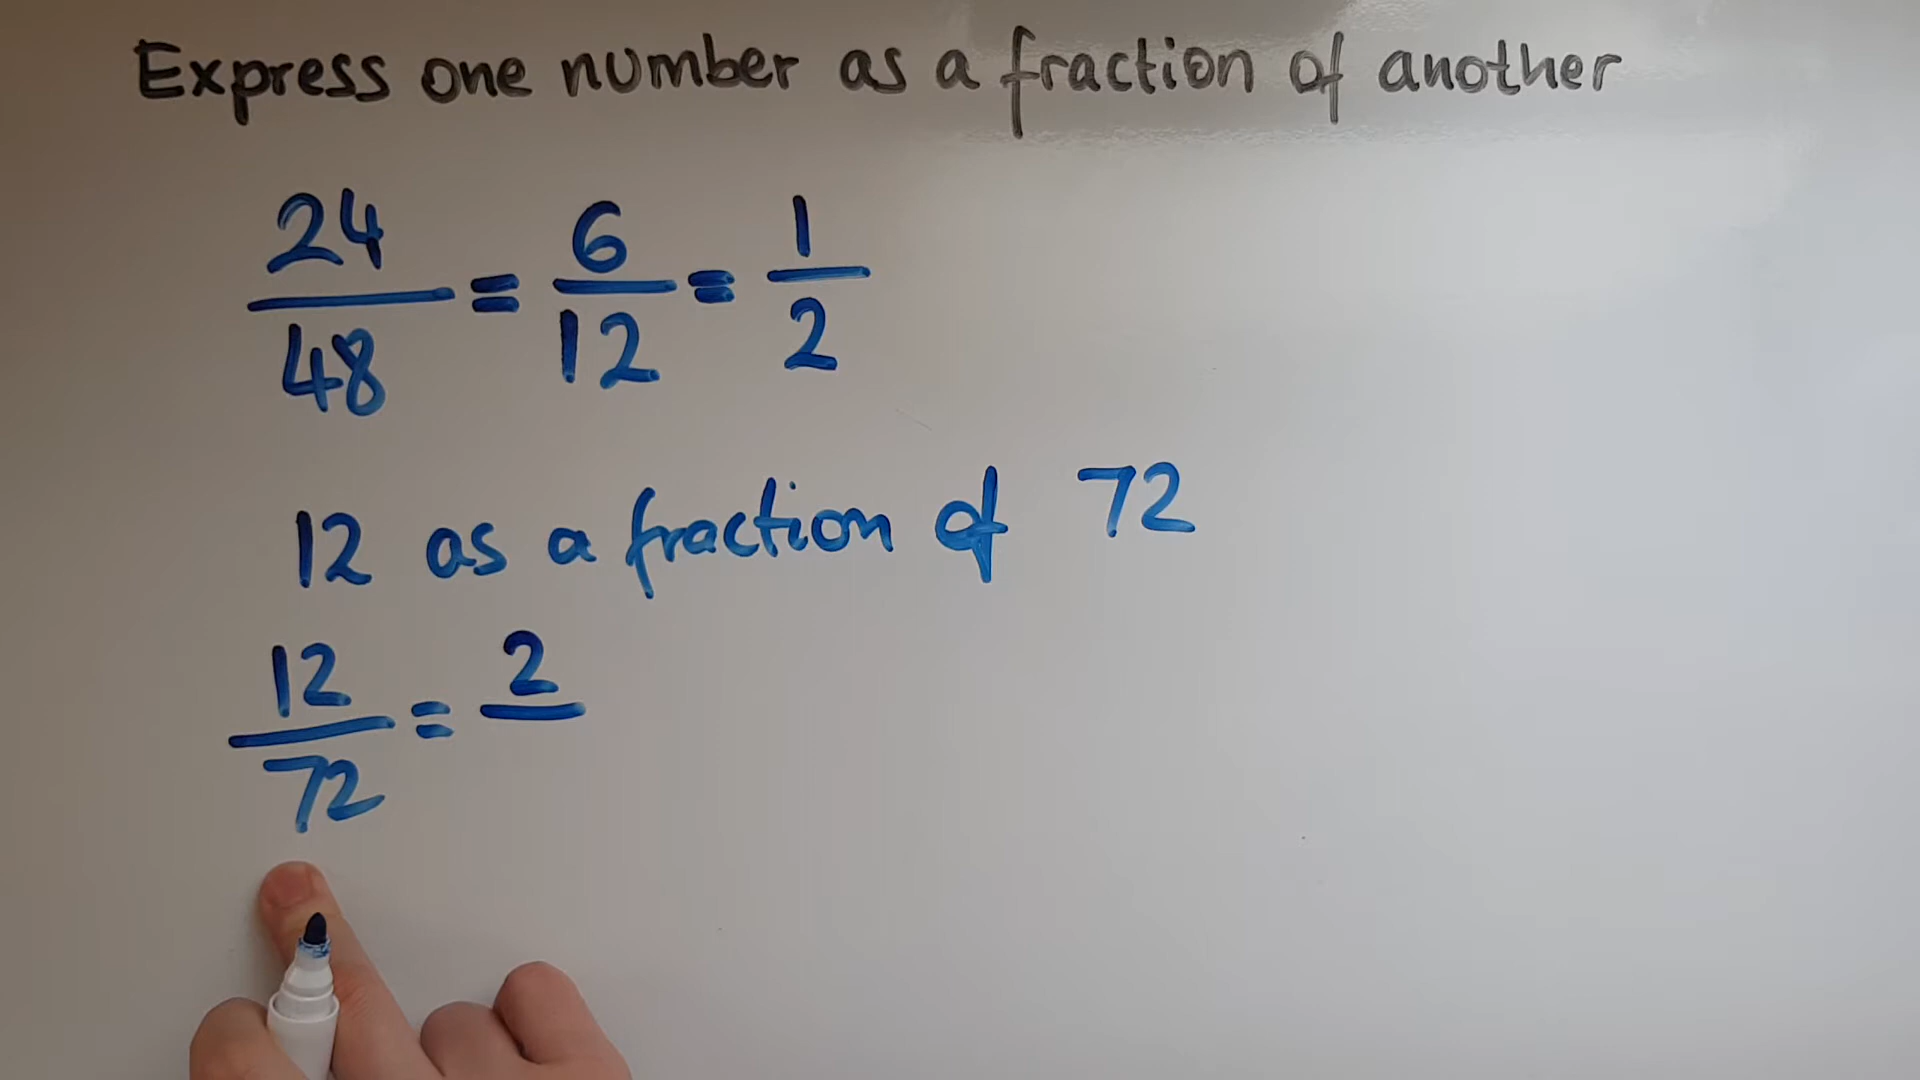 Express one number as a fraction of another
24/48 = 6/12 = 1/2
12 as a fraction of 72
12/72 = 2/